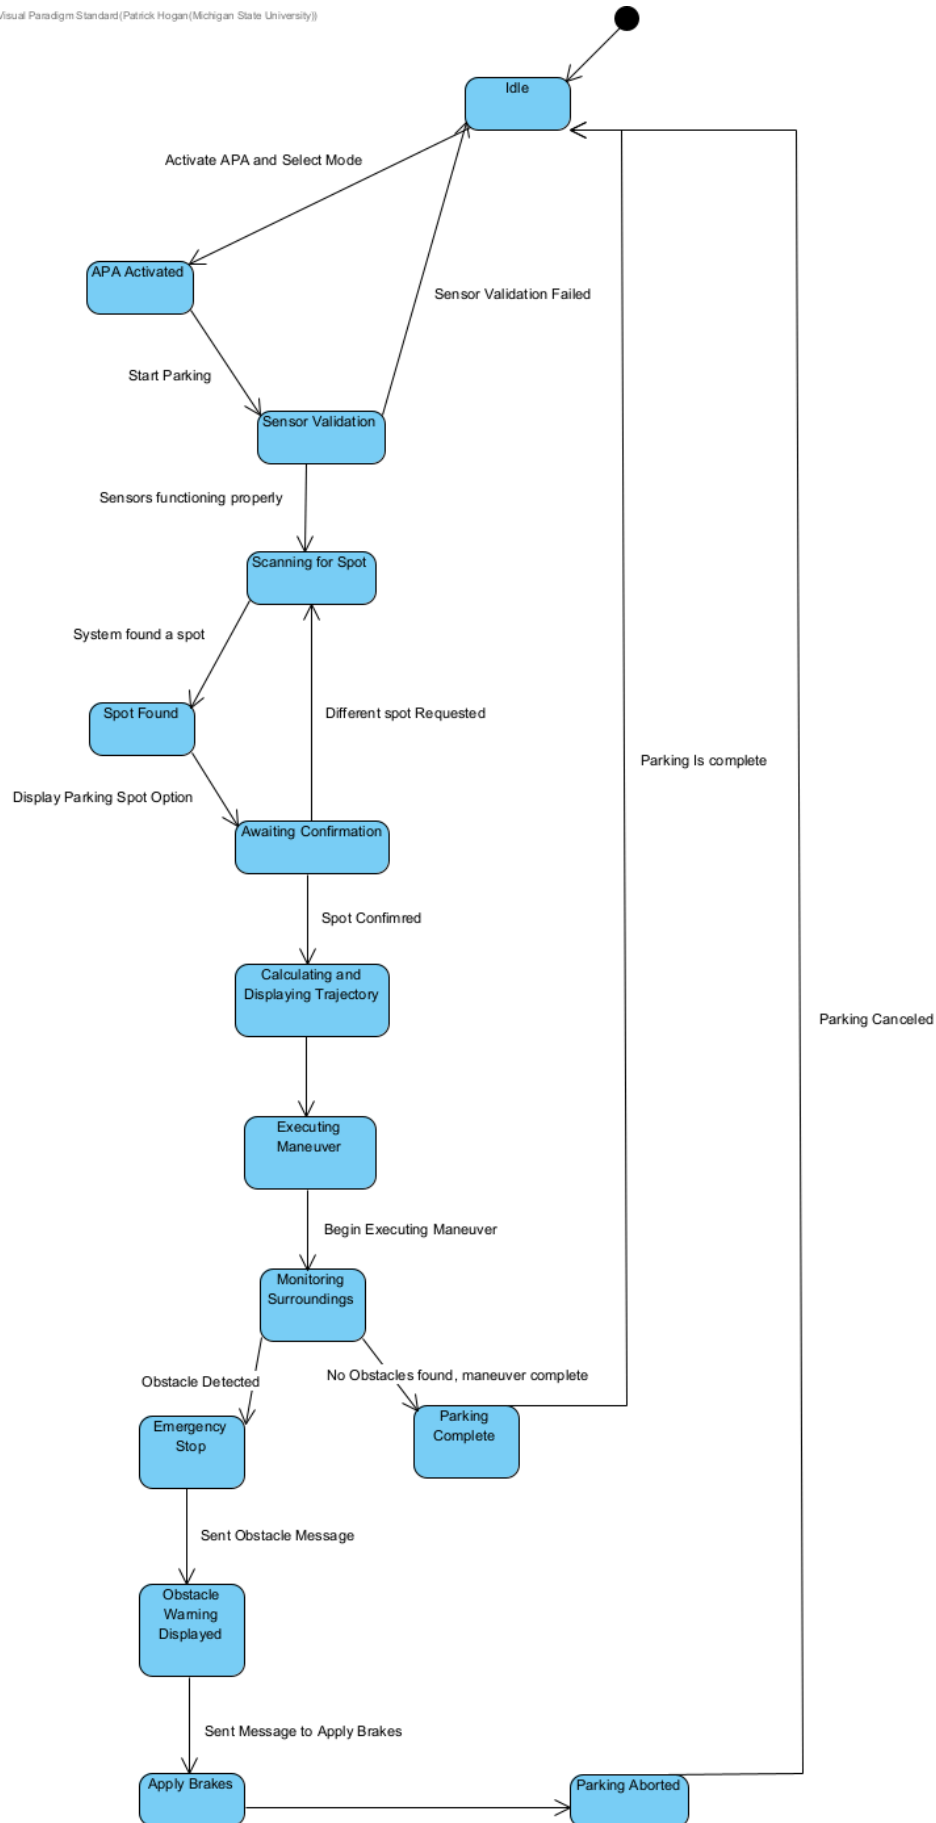 Visual Paradigm Standard(Patrick Hogan(Michigan State University))
Idle
Activate APA and Select Mode
APA Activated
Sensor Validation Failed
Start Parking
Sensor Validation
Sensors functioning properly
Scanning for Spot
System found a spot
Spot Found
Different spot Requested
Parking Is complete
Display Parking Spot Option
Awaiting Confirmation
Spot Confimred
Calculating and
Displaying Trajectory
Parking Canceled
Executing
Maneuver
Begin Executing Maneuver
Monitoring
Surroundings
Obstacle Detected
No Obstacles found, maneuver complete
Emergency
Stop
Parking
Complete
Sent Obstacle Message
Obstacle
Warning
Displayed
Sent Message to Apply Brakes
Apply Brakes
Parking Aborted